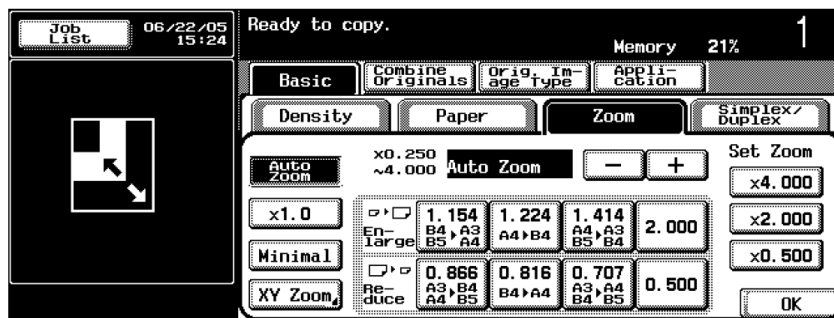 Job
List
06/22/05
15:24
Ready to copy.
Memory 21% 1
Basic
Combine
Originals
Orig. Im-
age Type
Appli-
cation
Density
Paper
Zoom
Simplex/
Duplex
Auto
Zoom
x0.250
~4.000
Auto Zoom
− +
Set Zoom
x4.000
x1.0
En-
large
1.154
B4▸A3
B5▸A4
1.224
A4▸B4
1.414
A4▸A3
B5▸B4
2.000
x2.000
Minimal
x0.500
XY Zoom
Re-
duce
0.866
A3▸B4
A4▸B5
0.816
B4▸A4
0.707
A3▸A4
B4▸B5
0.500
OK